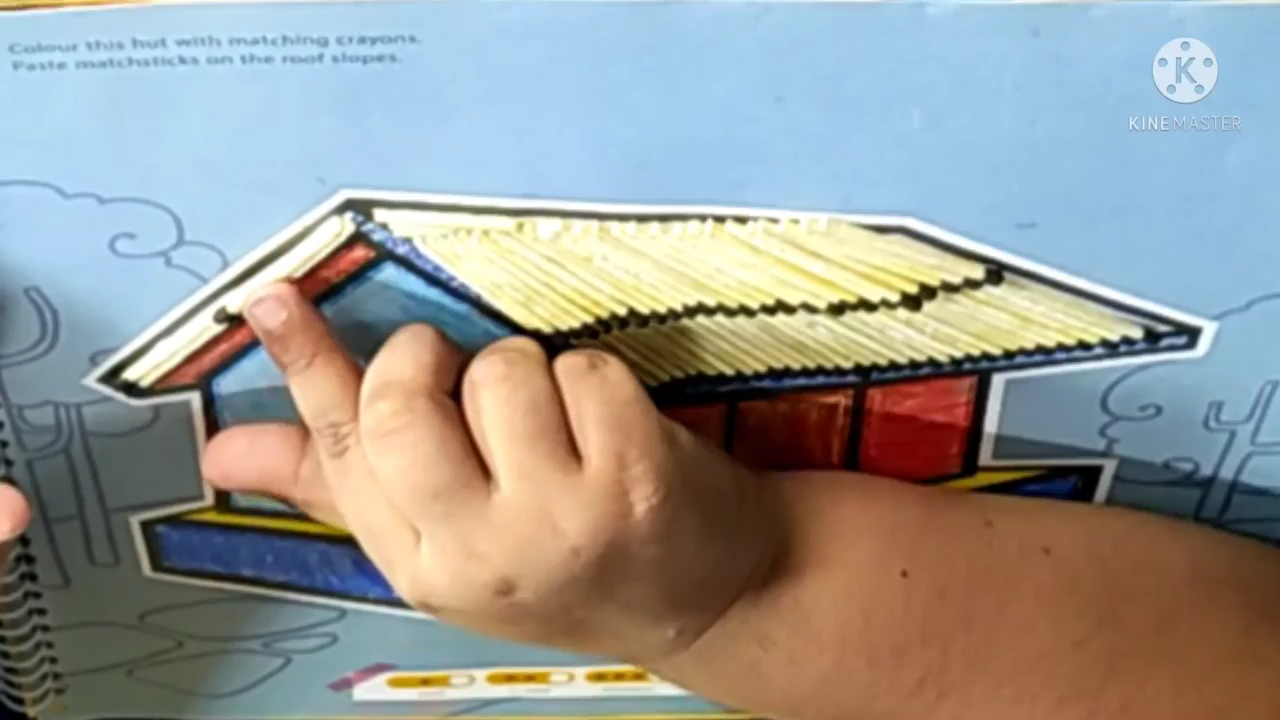 Colour this hut with matching crayons.
Paste matchsticks on the roof slopes.
K
KINEMASTER